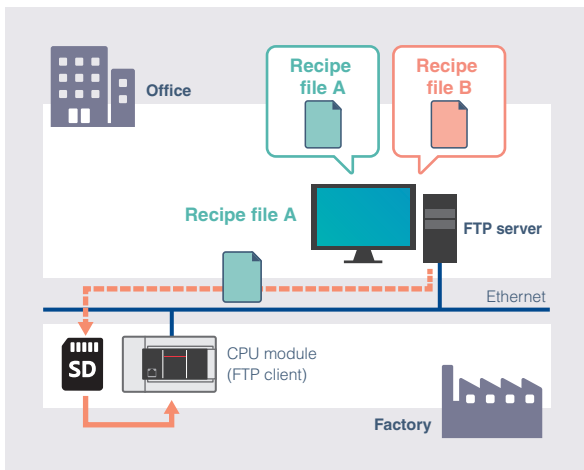 Office
Recipe
file A
Recipe
file B
Recipe file A
FTP server
Ethernet
SD
CPU module
(FTP client)
Factory